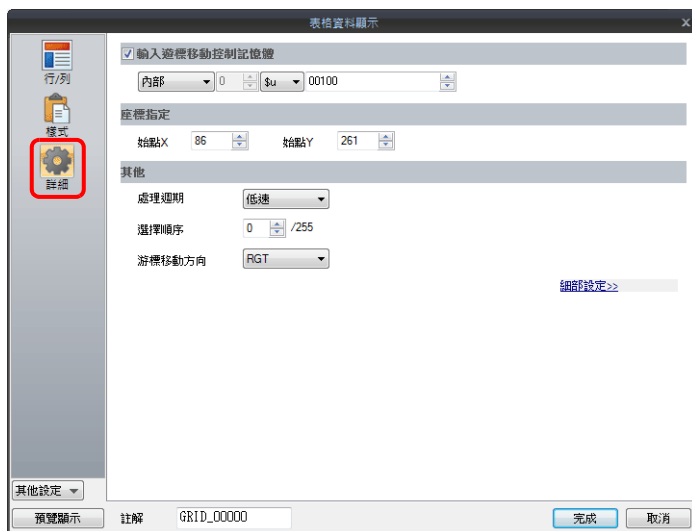 表格資料顯示
x
行/列
樣式
詳細
輸入遊標移動控制記憶體
內部 0 $u 00100
座標指定
始點X 86 始點Y 261
其他
處理週期 低速
選擇順序 0 /255
游標移動方向 RGT
細部設定>>
其他設定
預覽顯示 註解 GRID_00000 完成 取消